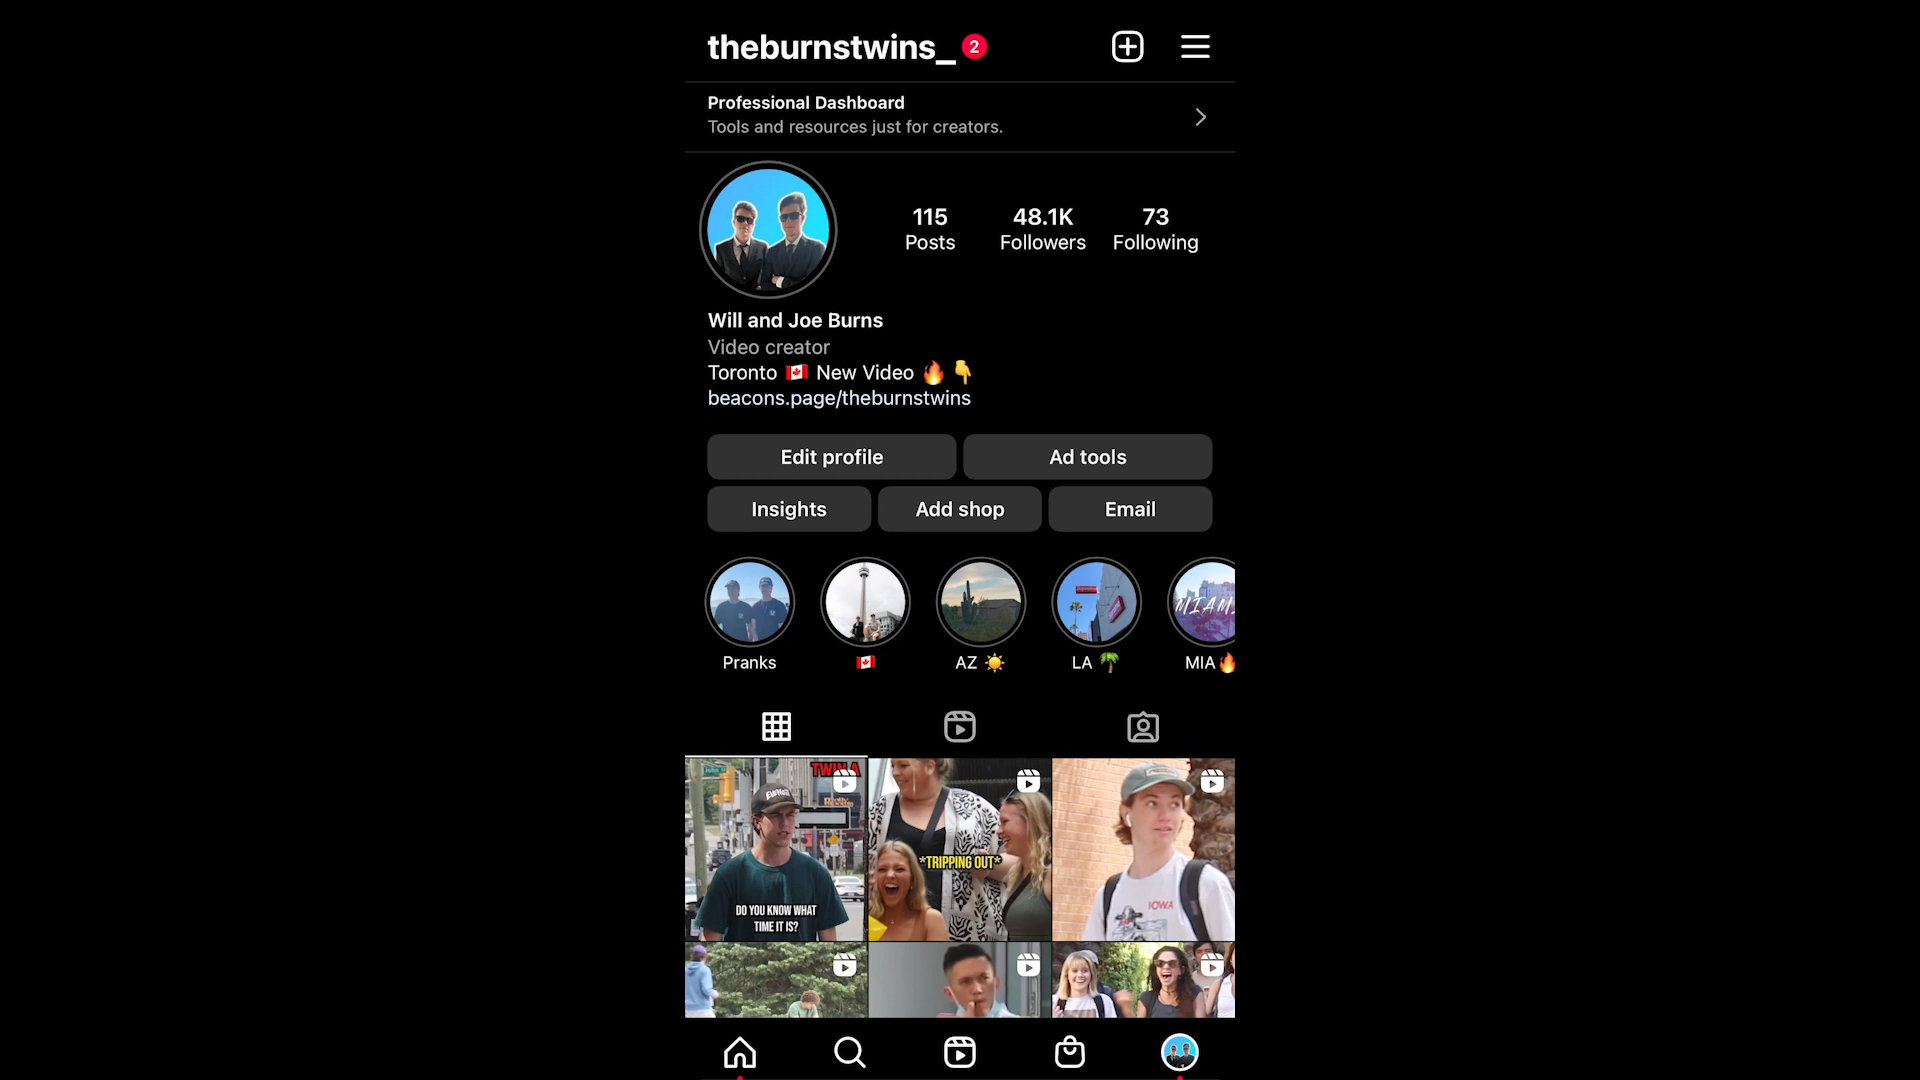 theburnstwins_ 2
Professional Dashboard
Tools and resources just for creators.
115 48.1K 73
Posts Followers Following
Will and Joe Burns
Video creator
Toronto 🇨🇦 New Video 🔥 👇
beacons.page/theburnstwins
Edit profile Ad tools
Insights Add shop Email
MIAMI
Pranks 🇨🇦 AZ ☀️ LA 🌴 MIA🔥
TWIN A
*TRIPPING OUT*
IOWA
DO YOU KNOW WHAT
TIME IT IS?